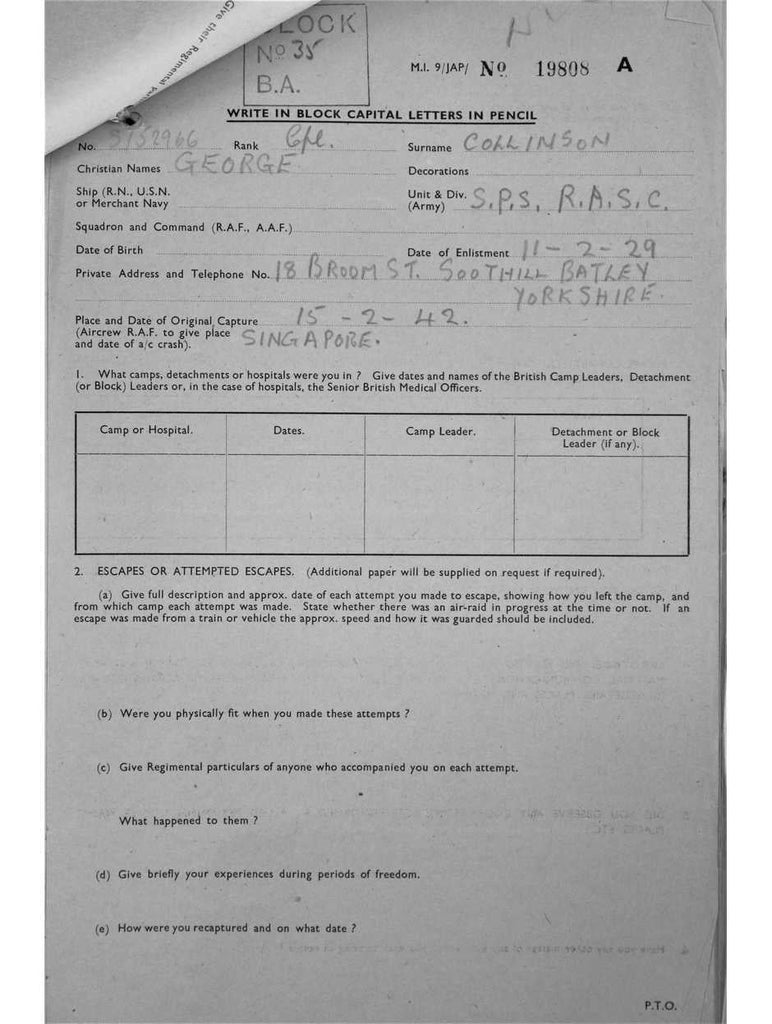 Give their Regimental
BLOCK
No 35
B.A.
M.I. 9/JAP/ No. 19808 A
WRITE IN BLOCK CAPITAL LETTERS IN PENCIL
No. S/52966 Rank Cpl. Surname COLLINSON
Christian Names GEORGE Decorations
Ship (R.N., U.S.N. or Merchant Navy
Unit & Div. (Army) S.P.S. R.A.S.C.
Squadron and Command (R.A.F., A.A.F.)
Date of Birth Date of Enlistment 11-2-29
Private Address and Telephone No. 18 BROOM ST. SOOTHILL BATLEY
YORKSHIRE.
Place and Date of Original Capture 15-2-42.
(Aircrew R.A.F. to give place SINGAPORE.
and date of a/c crash).
1. What camps, detachments or hospitals were you in ? Give dates and names of the British Camp Leaders, Detachment
(or Block) Leaders or, in the case of hospitals, the Senior British Medical Officers.
Camp or Hospital. Dates. Camp Leader. Detachment or Block
Leader (if any).
2. ESCAPES OR ATTEMPTED ESCAPES. (Additional paper will be supplied on request if required).
(a) Give full description and approx. date of each attempt you made to escape, showing how you left the camp, and
from which camp each attempt was made. State whether there was an air-raid in progress at the time or not. If an
escape was made from a train or vehicle the approx. speed and how it was guarded should be included.
(b) Were you physically fit when you made these attempts ?
(c) Give Regimental particulars of anyone who accompanied you on each attempt.
What happened to them ?
(d) Give briefly your experiences during periods of freedom.
(e) How were you recaptured and on what date ?
P.T.O.